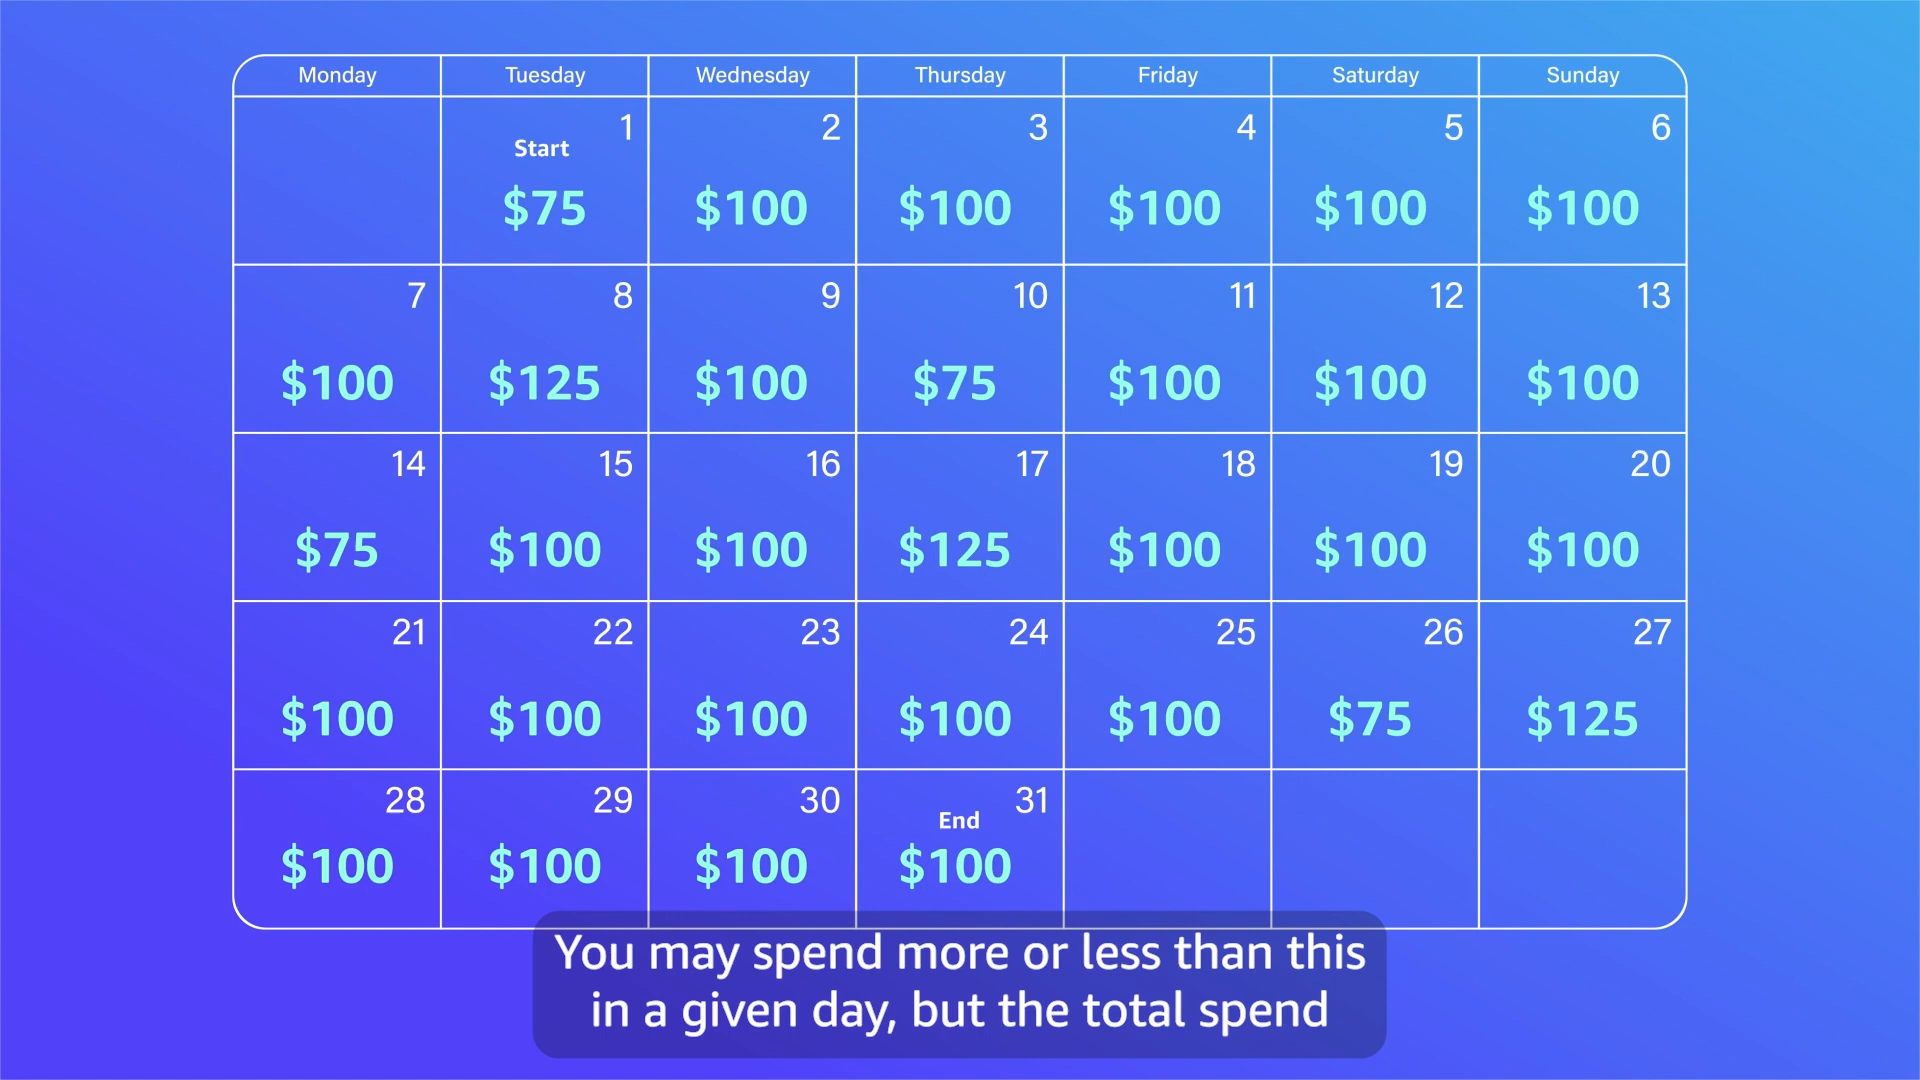 Monday Tuesday Wednesday Thursday Friday Saturday Sunday
1 2 3 4 5 6
Start
$75 $100 $100 $100 $100 $100
7 8 9 10 11 12 13
$100 $125 $100 $75 $100 $100 $100
14 15 16 17 18 19 20
$75 $100 $100 $125 $100 $100 $100
21 22 23 24 25 26 27
$100 $100 $100 $100 $100 $75 $125
28 29 30 31
End
$100 $100 $100 $100
You may spend more or less than this
in a given day, but the total spend